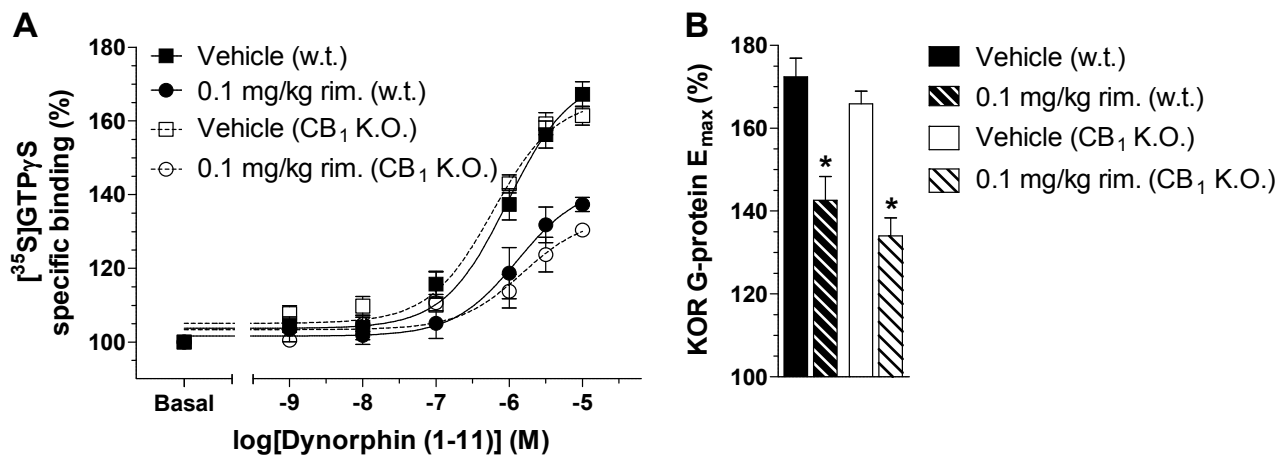 A
[³⁵S]GTPγS
specific binding (%)
180
160
140
120
100
Vehicle (w.t.)
0.1 mg/kg rim. (w.t.)
Vehicle (CB₁ K.O.)
0.1 mg/kg rim. (CB₁ K.O.)
Basal
-9
-8
-7
-6
-5
log[Dynorphin (1-11)] (M)
B
KOR G-protein Eₘₐₓ (%)
180
160
140
120
100
*
*
Vehicle (w.t.)
0.1 mg/kg rim. (w.t.)
Vehicle (CB₁ K.O.)
0.1 mg/kg rim. (CB₁ K.O.)